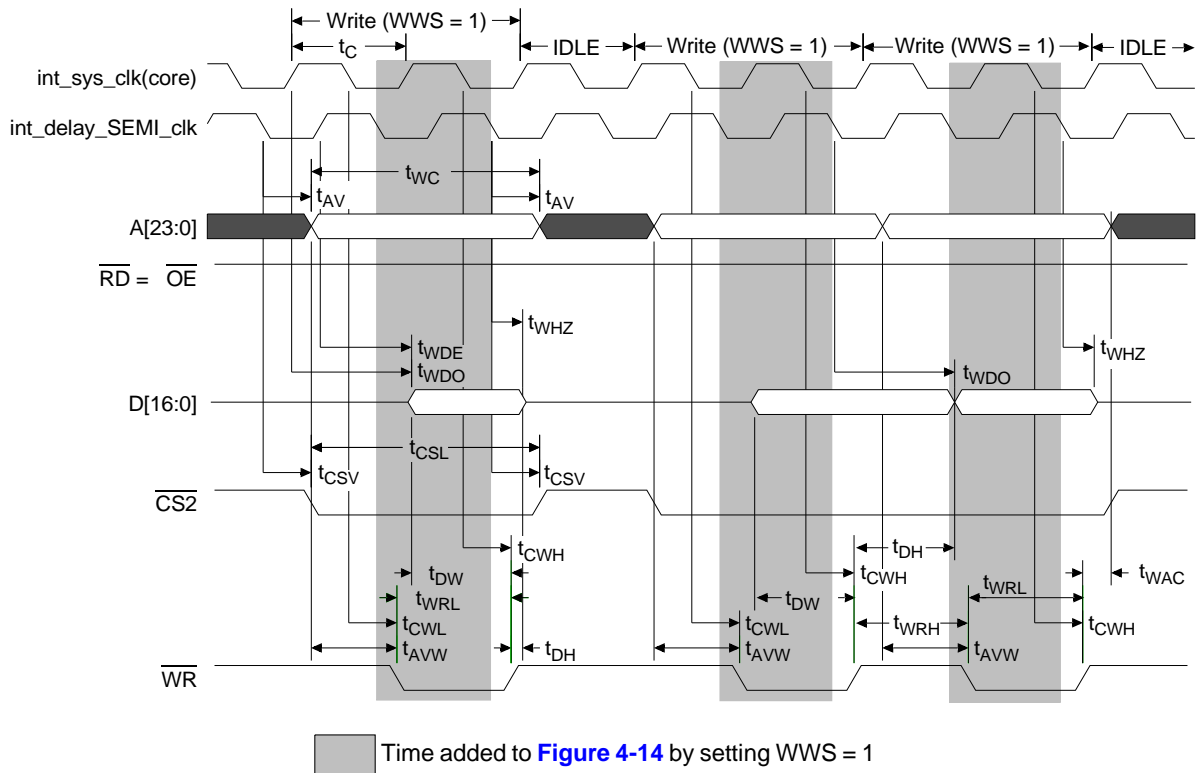 Write (WWS = 1)
tC
IDLE
Write (WWS = 1)
Write (WWS = 1)
IDLE
int_sys_clk(core)
int_delay_SEMI_clk
tWC
tAV
tAV
A[23:0]
RD = OE
tWHZ
tWDE
tWHZ
tWDO
tWDO
D[16:0]
tCSL
tCSV
tCSV
CS2
tCWH
tDH
tDW
tCWH
tWAC
tWRL
tDW
tWRL
tCWL
tCWL
tWRH
tCWH
tAVW
tDH
tAVW
tAVW
WR
Time added to Figure 4-14 by setting WWS = 1